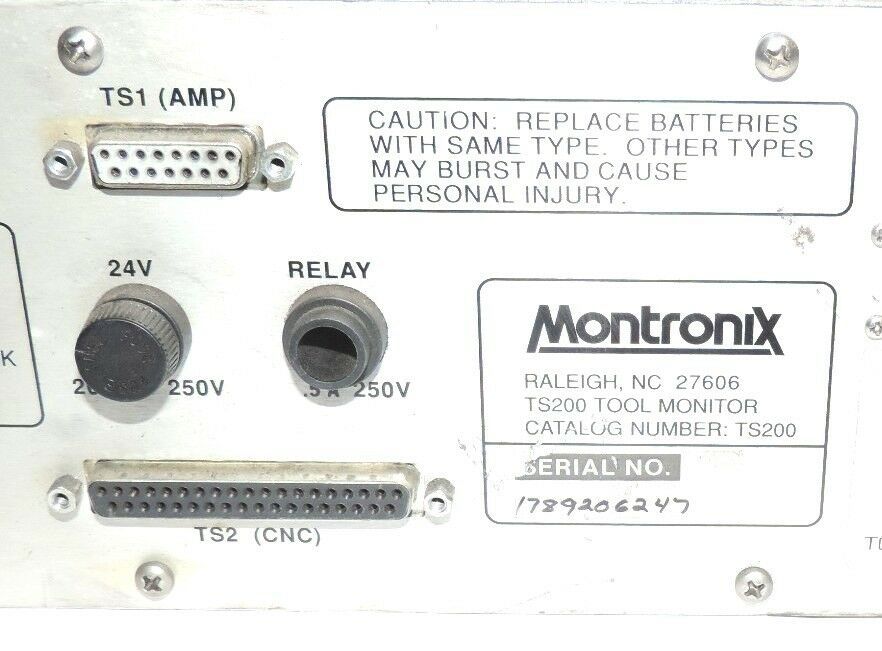 TS1 (AMP)
CAUTION: REPLACE BATTERIES
WITH SAME TYPE. OTHER TYPES
MAY BURST AND CAUSE
PERSONAL INJURY.
24V
RELAY
250V
.5A 250V
K
Montronix
RALEIGH, NC 27606
TS200 TOOL MONITOR
CATALOG NUMBER: TS200
SERIAL NO.
1789206247
TS2 (CNC)